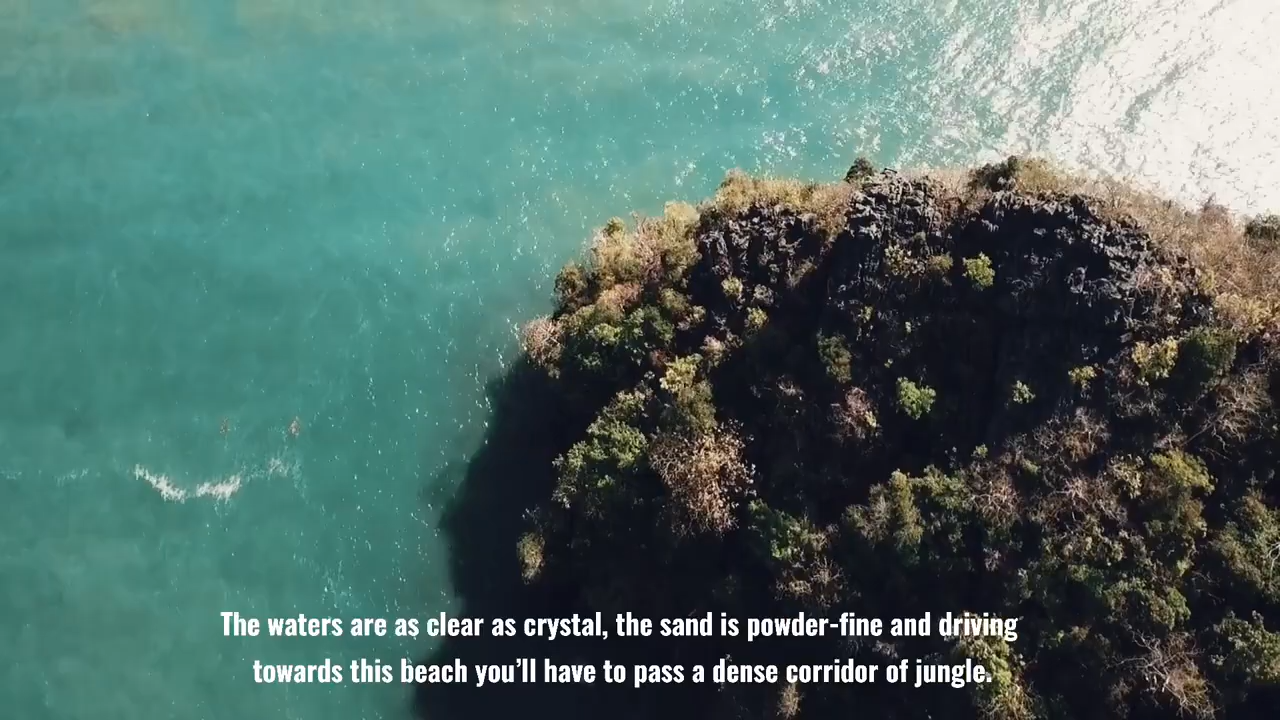 The waters are as clear as crystal, the sand is powder-fine and driving
towards this beach you’ll have to pass a dense corridor of jungle.